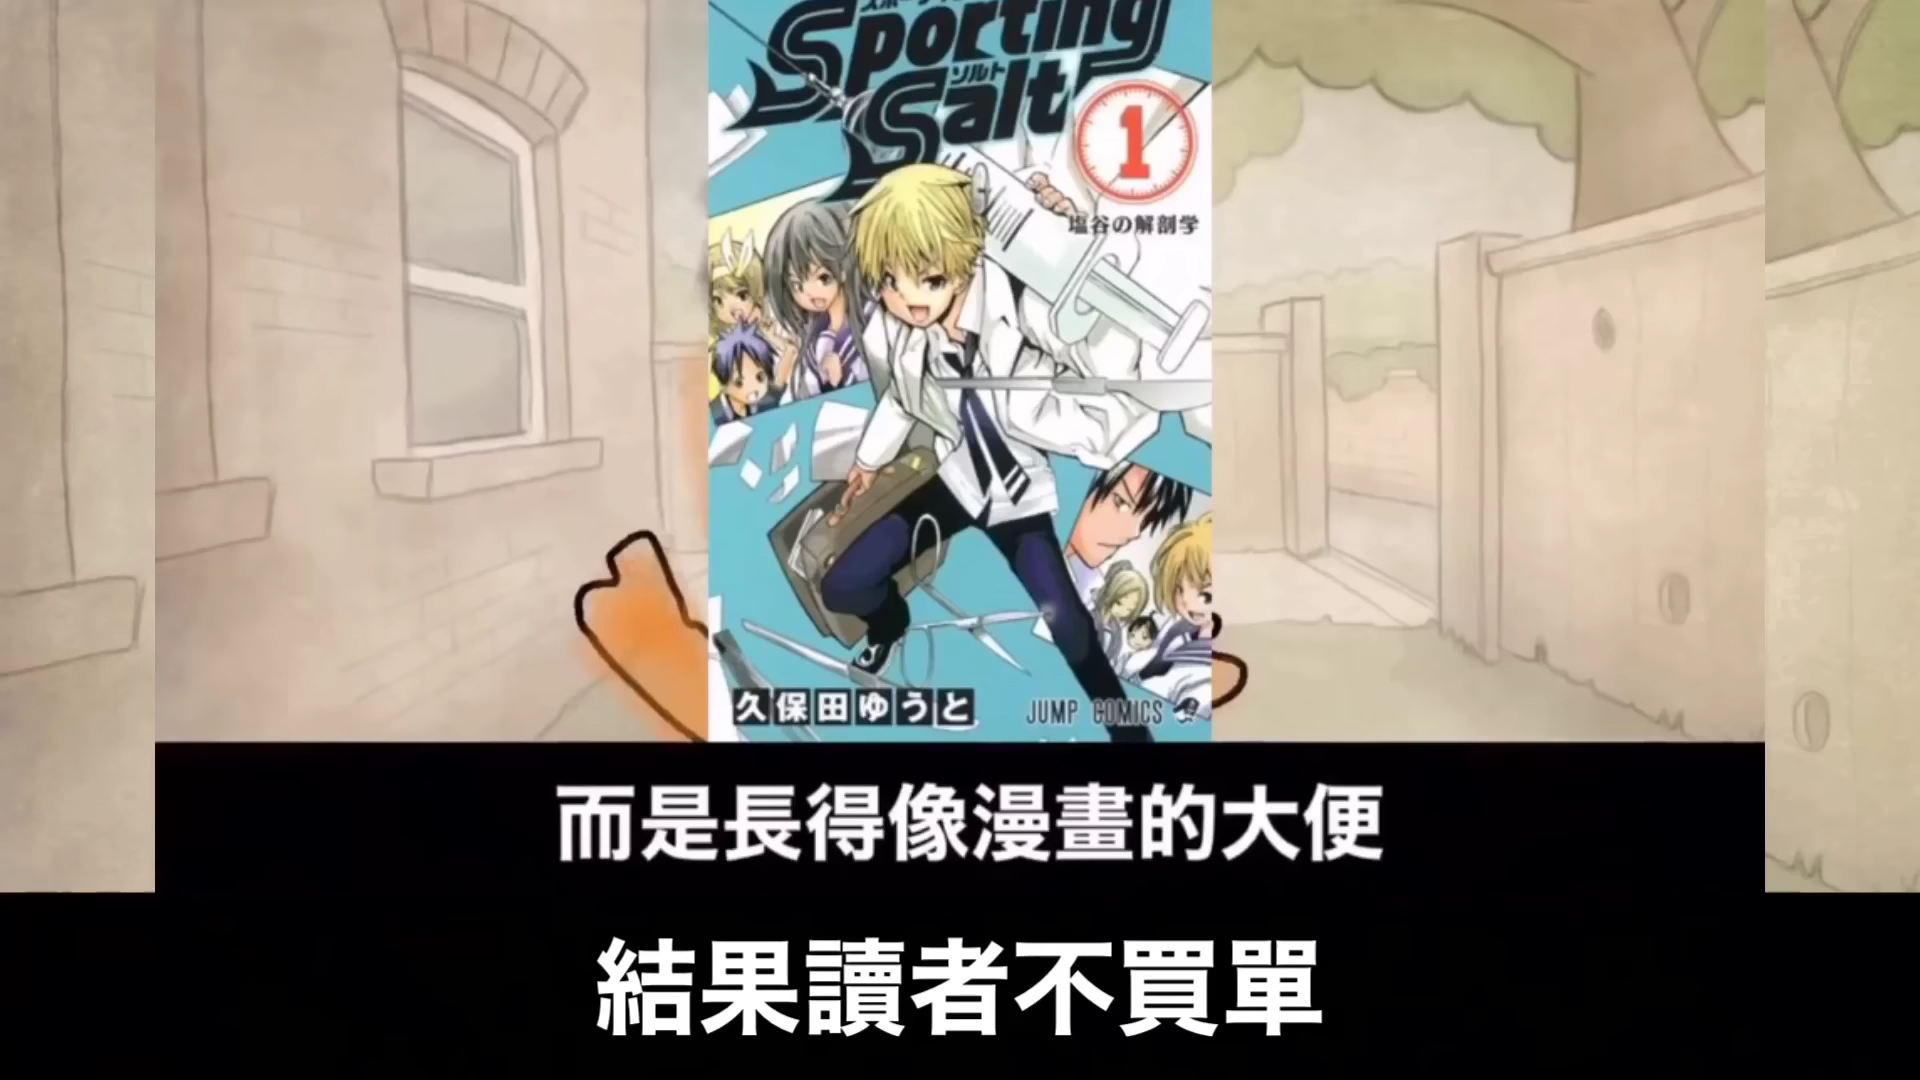 Sporting
ソルト
Salt
1
塩谷の解剖学
久保田ゆうと
JUMP COMICS
而是長得像漫畫的大便
結果讀者不買單